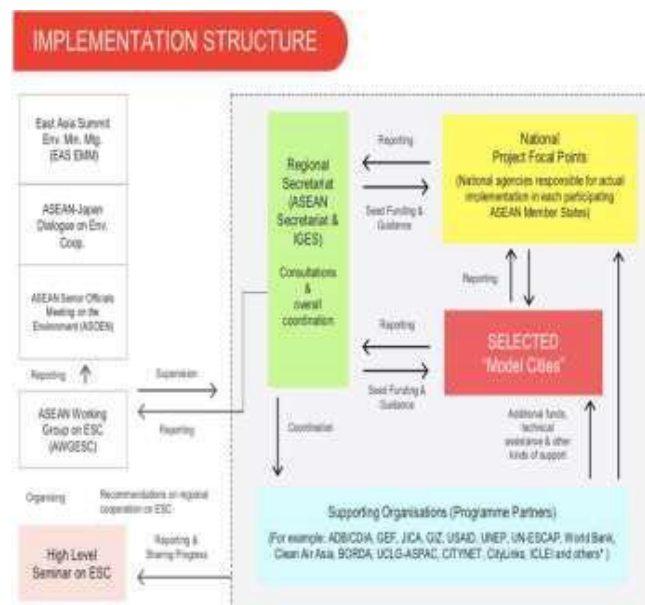 IMPLEMENTATION STRUCTURE
East Asia Summit
Env. Min. Mtg.
(EAS EMM)
ASEAN-Japan
Dialogue on Env.
Coop.
ASEAN Senior Officials
Meeting on the
Environment (ASOEN)
Reporting
ASEAN Working
Group on ESC
(AWGESC)
Supervision
Reporting
Organising
Recommendations on regional
cooperation on ESC
High Level
Seminar on ESC
Reporting &
Sharing Progress
Regional
Secretariat
(ASEAN
Secretariat &
IGES)
Consultations
&
overall
coordination
Reporting
Seed Funding &
Guidance
National
Project Focal Points
(National agencies responsible for actual
implementation in each participating
ASEAN Member States)
Reporting
Reporting
Seed Funding &
Guidance
SELECTED
"Model Cities"
Coordination
Additional funds,
technical
assistance & other
kinds of support
Supporting Organisations (Programme Partners)
(For example: ADB/CDIA, GEF, JICA, GIZ, USAID, UNEP, UN-ESCAP, World Bank,
Clean Air Asia, BORDA, UCLG-ASPAC, CITYNET, CityLinks, ICLEI and others* )